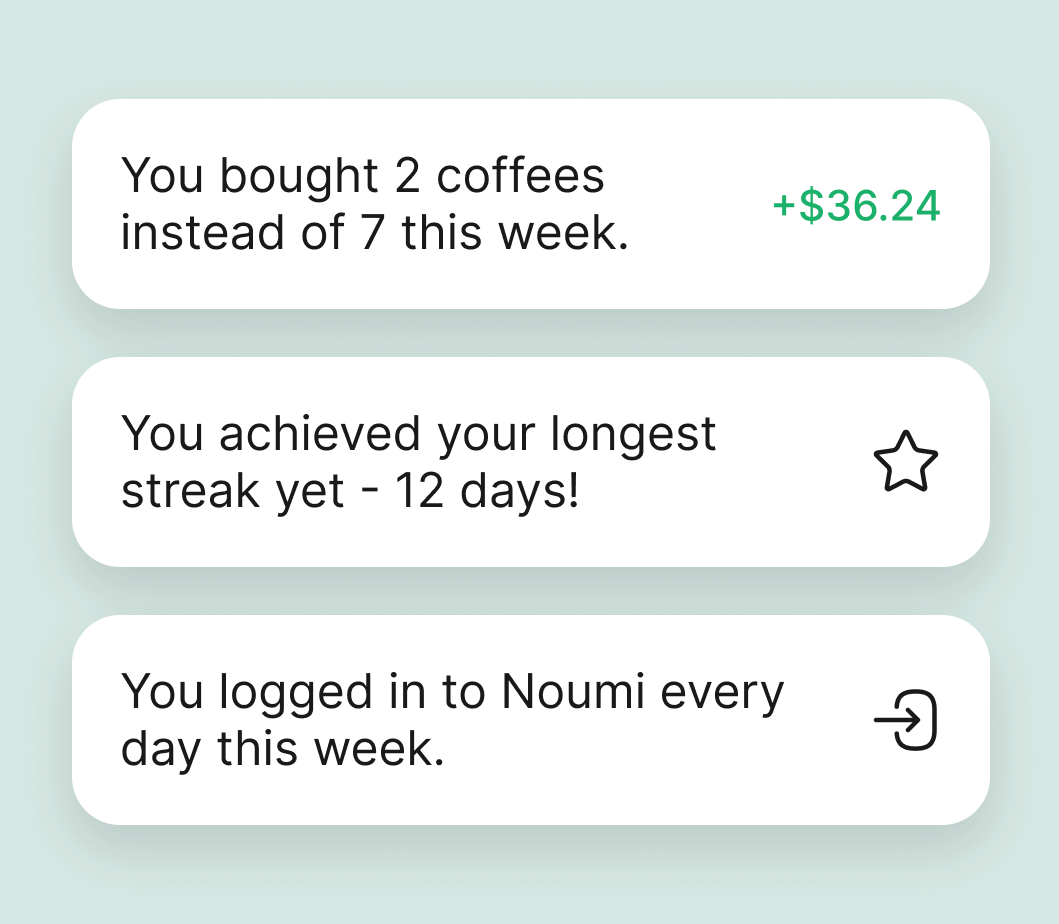 You bought 2 coffees
instead of 7 this week.
+$36.24
You achieved your longest
streak yet - 12 days!
You logged in to Noumi every
day this week.